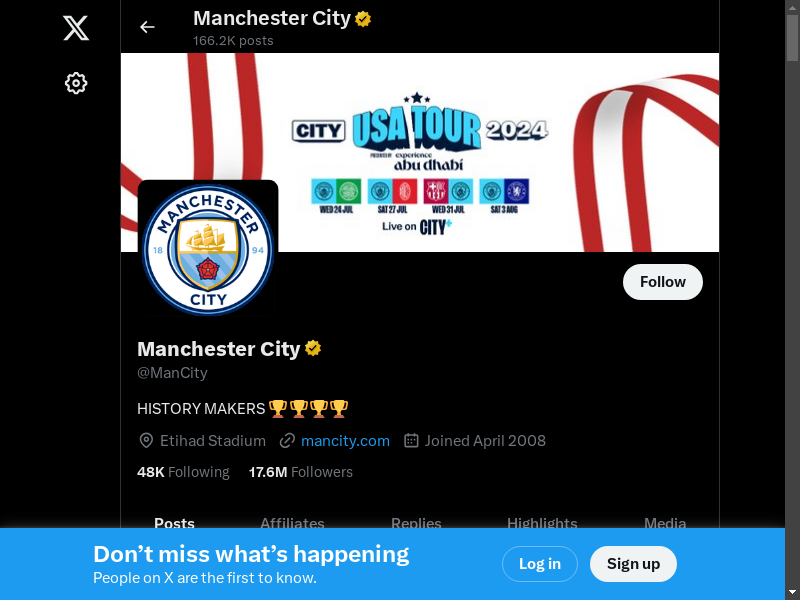 Manchester City
166.2K posts
CITY USA TOUR 2024
PRODUCED BY experience
abu dhabi
WED 24 JUL SAT 27 JUL WED 31 JUL SAT 3 AUG
Live on CITY+
MANCHESTER
18 94
CITY
Follow
Manchester City
@ManCity
HISTORY MAKERS 🏆🏆🏆🏆
Etihad Stadium mancity.com Joined April 2008
48K Following 17.6M Followers
Posts Affiliates Replies Highlights Media
Don’t miss what’s happening
People on X are the first to know.
Log in Sign up